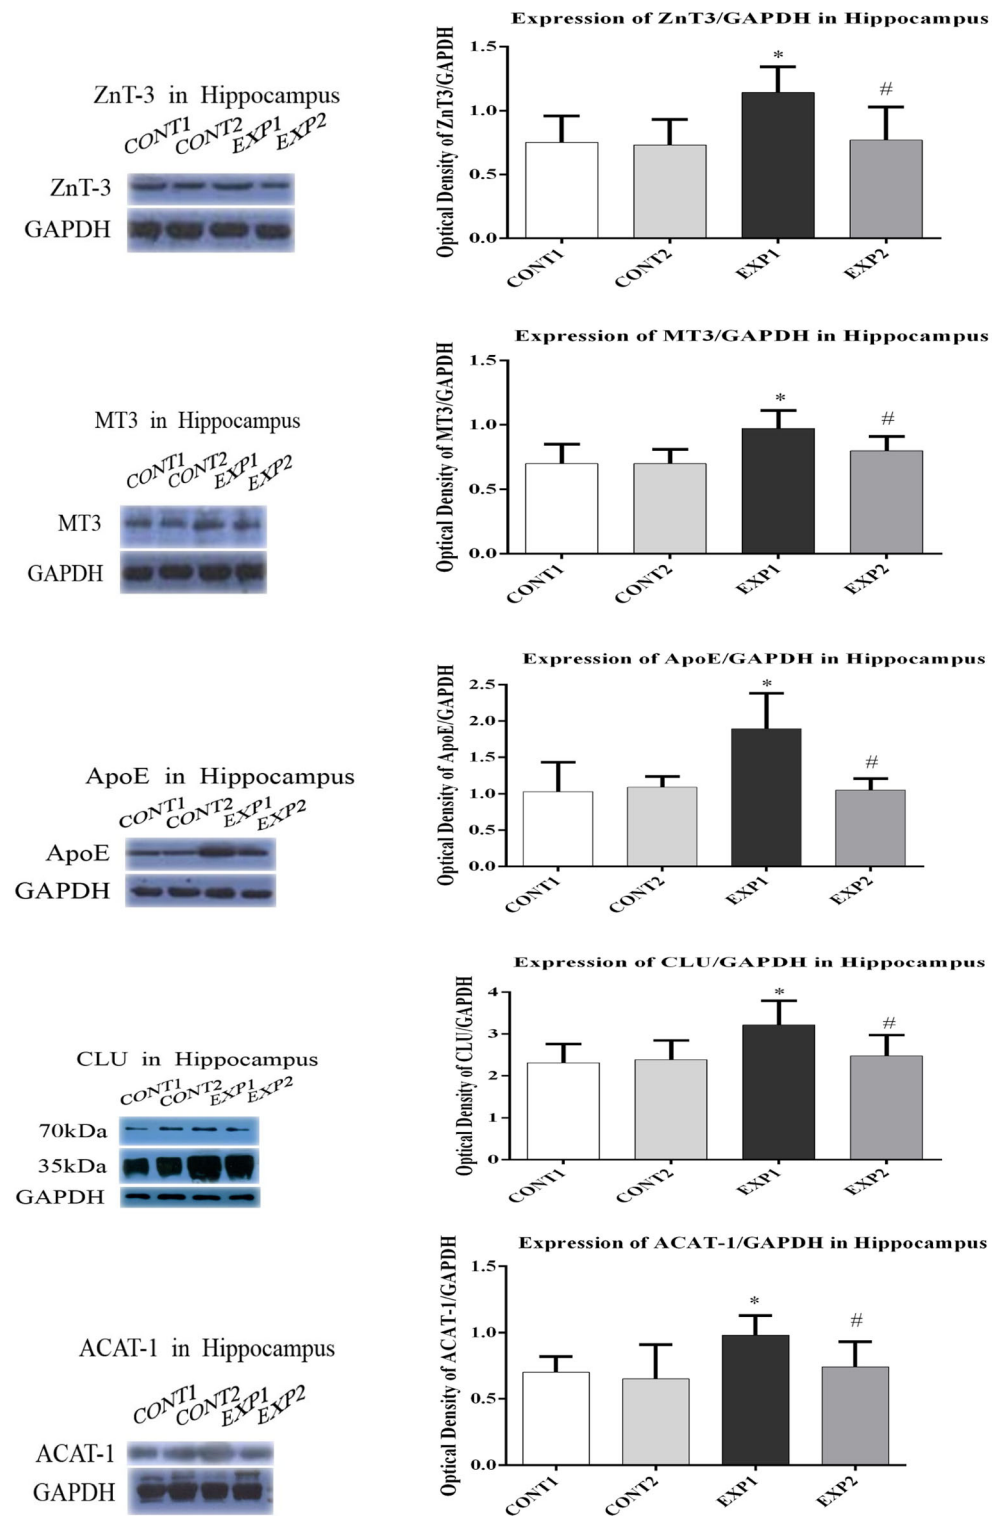 ZnT-3 in Hippocampus
CONT1 CONT2 EXP1 EXP2
ZnT-3
GAPDH
Expression of ZnT3/GAPDH in Hippocampus
Optical Density of ZnT3/GAPDH
1.5
1.0
0.5
0.0
*
#
CONT1 CONT2 EXP1 EXP2
MT3 in Hippocampus
CONT1 CONT2 EXP1 EXP2
MT3
GAPDH
Expression of MT3/GAPDH in Hippocampus
Optical Density of MT3/GAPDH
1.5
1.0
0.5
0.0
*
#
CONT1 CONT2 EXP1 EXP2
ApoE in Hippocampus
CONT1 CONT2 EXP1 EXP2
ApoE
GAPDH
Expression of ApoE/GAPDH in Hippocampus
Optical Density of ApoE/GAPDH
2.5
2.0
1.5
1.0
0.5
0.0
*
#
CONT1 CONT2 EXP1 EXP2
CLU in Hippocampus
CONT1 CONT2 EXP1 EXP2
70kDa
35kDa
GAPDH
Expression of CLU/GAPDH in Hippocampus
Optical Density of CLU/GAPDH
4
3
2
1
0
*
#
CONT1 CONT2 EXP1 EXP2
ACAT-1 in Hippocampus
CONT1 CONT2 EXP1 EXP2
ACAT-1
GAPDH
Expression of ACAT-1/GAPDH in Hippocampus
Optical Density of ACAT-1/GAPDH
1.5
1.0
0.5
0.0
*
#
CONT1 CONT2 EXP1 EXP2